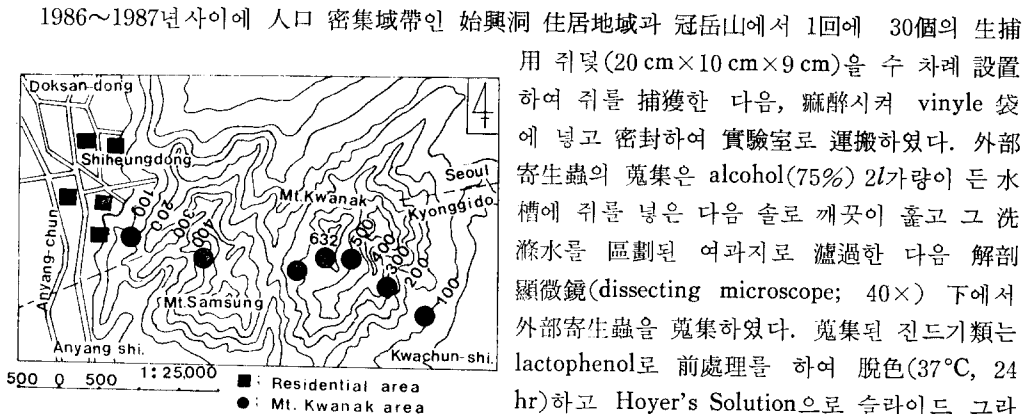 1986~1987년사이에 人口 密集域帶인 始興洞 住居地域과 冠岳山에서 1回에 30個의 生捕
用 쥐덫(20 cm×10 cm×9 cm)을 수 차례 設置
하여 쥐를 捕獲한 다음, 痲醉시켜 vinyle 袋
에 넣고 密封하여 實驗室로 運搬하였다. 外部
寄生蟲의 蒐集은 alcohol(75%) 2l가량이 든 水
槽에 쥐를 넣은 다음 솔로 깨끗이 훑고 그 洗
滌水를 區劃된 여과지로 濾過한 다음 解剖
顯微鏡(dissecting microscope; 40×) 下에서
外部寄生蟲을 蒐集하였다. 蒐集된 진드기類는
lactophenol로 前處理를 하여 脫色(37°C, 24
hr)하고 Hoyer's Solution으로 슬라이드 그라
Doksan-dong
4
Shiheungdong
Mt.Kwanak
Seoul
Kyonggido
100
200
300
400
632
500
400
300
200
100
Anyang-chun
Mt.Samsung
Anyang shi.
Kwachun-shi.
500 0 500
1:25,000
■ : Residential area
● : Mt. Kwanak area